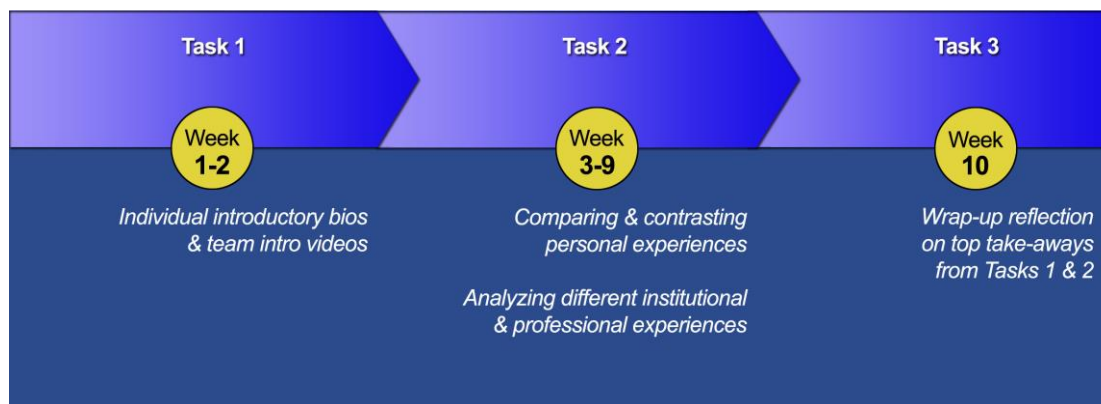 Task 1
Week
1-2
Individual introductory bios
& team intro videos
Task 2
Week
3-9
Comparing & contrasting
personal experiences
Analyzing different institutional
& professional experiences
Task 3
Week
10
Wrap-up reflection
on top take-aways
from Tasks 1 & 2